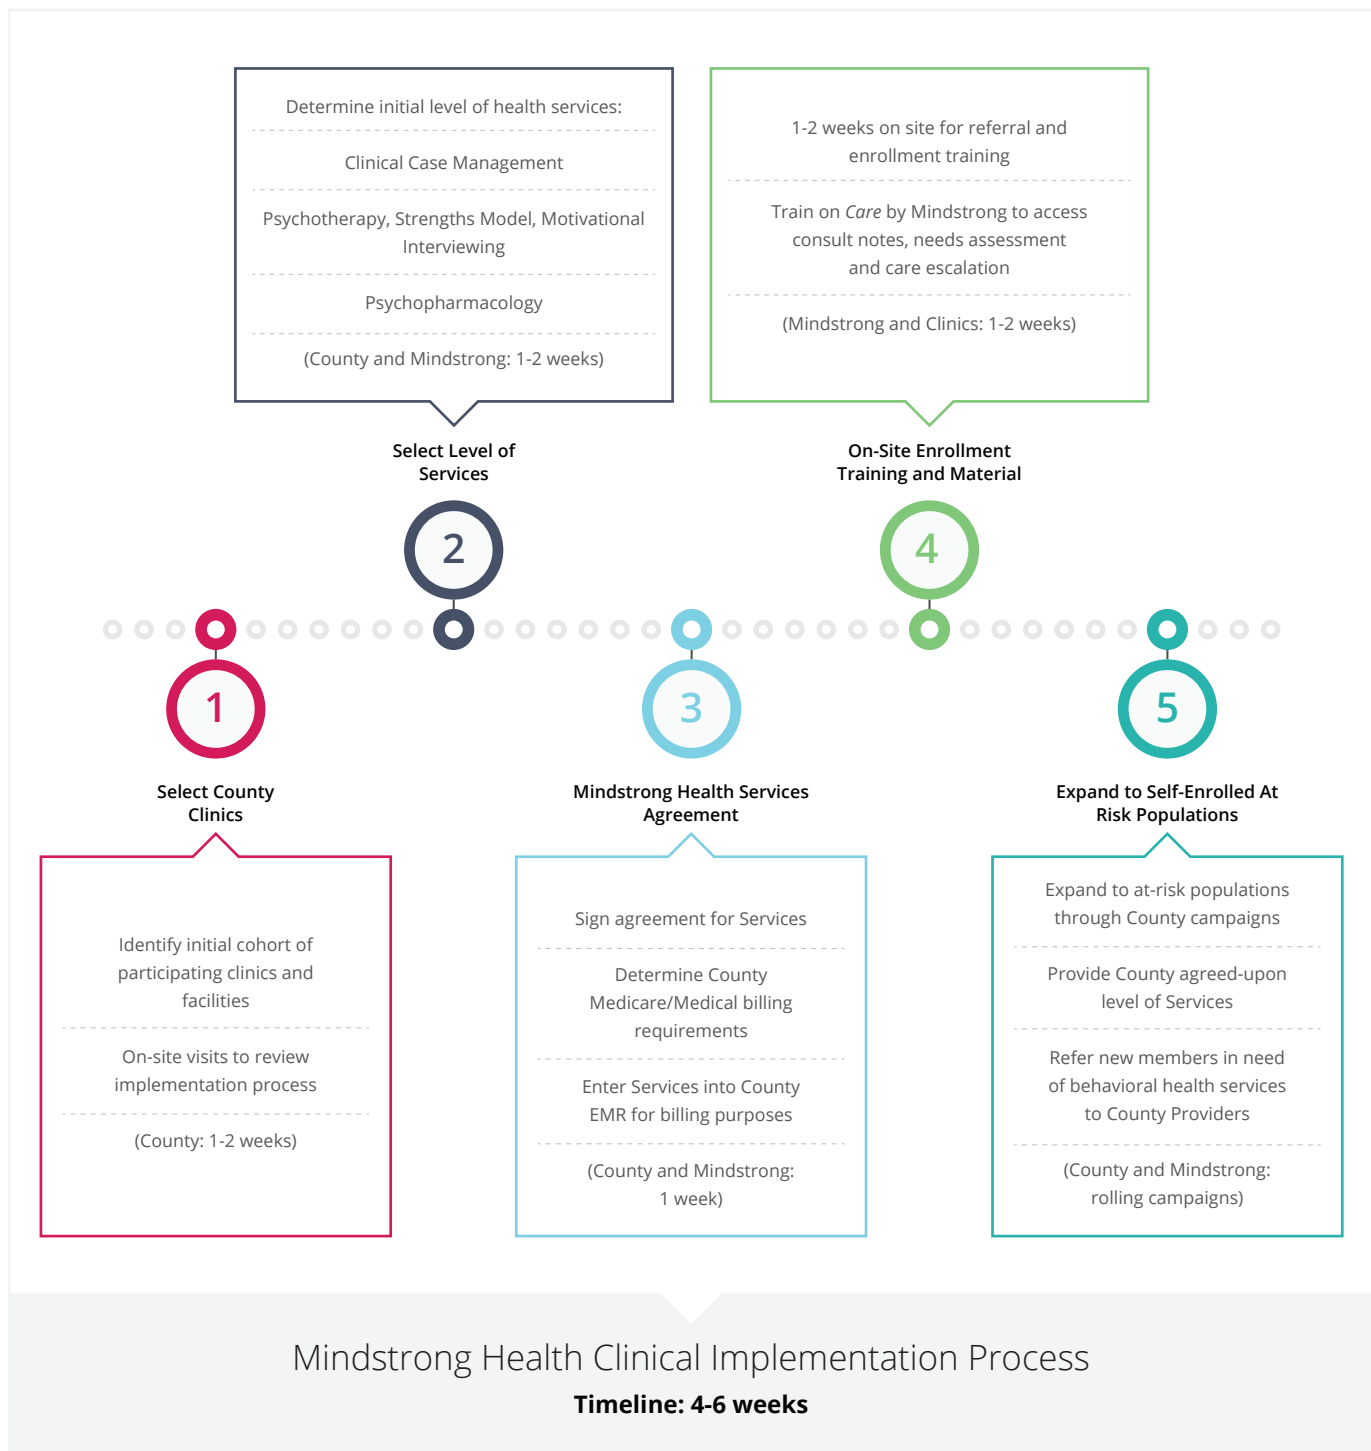 Determine initial level of health services:
Clinical Case Management
Psychotherapy, Strengths Model, Motivational
Interviewing
Psychopharmacology
(County and Mindstrong: 1-2 weeks)
1-2 weeks on site for referral and
enrollment training
Train on Care by Mindstrong to access
consult notes, needs assessment
and care escalation
(Mindstrong and Clinics: 1-2 weeks)
Select Level of
Services
On-Site Enrollment
Training and Material
2
4
1
3
5
Select County
Clinics
Mindstrong Health Services
Agreement
Expand to Self-Enrolled At
Risk Populations
Identify initial cohort of
participating clinics and
facilities
On-site visits to review
implementation process
(County: 1-2 weeks)
Sign agreement for Services
Determine County
Medicare/Medical billing
requirements
Enter Services into County
EMR for billing purposes
(County and Mindstrong:
1 week)
Expand to at-risk populations
through County campaigns
Provide County agreed-upon
level of Services
Refer new members in need
of behavioral health services
to County Providers
(County and Mindstrong:
rolling campaigns)
Mindstrong Health Clinical Implementation Process
Timeline: 4-6 weeks